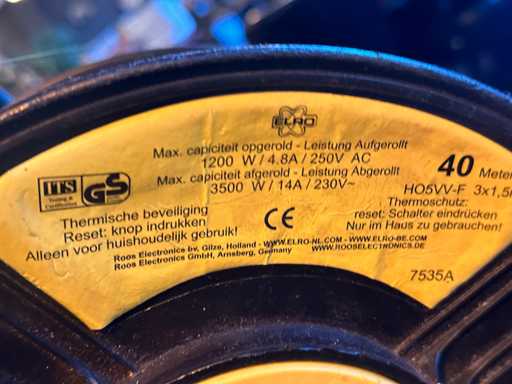 ELRO
Max. capiciteit opgerold - Leistung Aufgerollt
1200 W/4.8A/250V AC
Max. capiciteit afgerold - Leistung Abgerollt
3500 W/14A/230V~
40 Meter
HO5VV-F 3x1,5
ITS
Testing &
Certification
GS
Thermische beveiliging
Reset: knop indrukken
Alleen voor huishoudelijk gebruik!
CE
Thermoschutz:
reset: Schalter eindrücken
Nur im Haus zu gebrauchen!
Roos Electronics bv, Gilze, Holland - WWW.ELRO-NL.COM - WWW.ELRO-BE.COM
Roos Electronics GmbH, Arnsberg, Germany WWW.ROOSELECTRONICS.DE
7535A